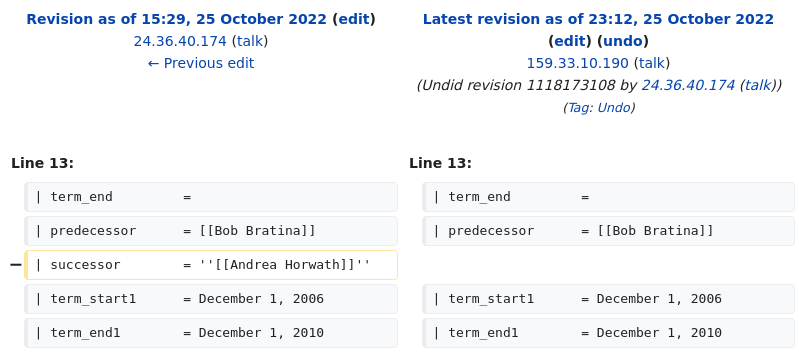 Revision as of 15:29, 25 October 2022 (edit)
24.36.40.174 (talk)
← Previous edit
Latest revision as of 23:12, 25 October 2022
(edit) (undo)
159.33.10.190 (talk)
(Undid revision 1118173108 by 24.36.40.174 (talk))
(Tag: Undo)
Line 13:
| term_end         =
| predecessor      = [[Bob Bratina]]
− | successor        = ''[[Andrea Horwath]]''
| term_start1      = December 1, 2006
| term_end1        = December 1, 2010
Line 13:
| term_end         =
| predecessor      = [[Bob Bratina]]
| term_start1      = December 1, 2006
| term_end1        = December 1, 2010